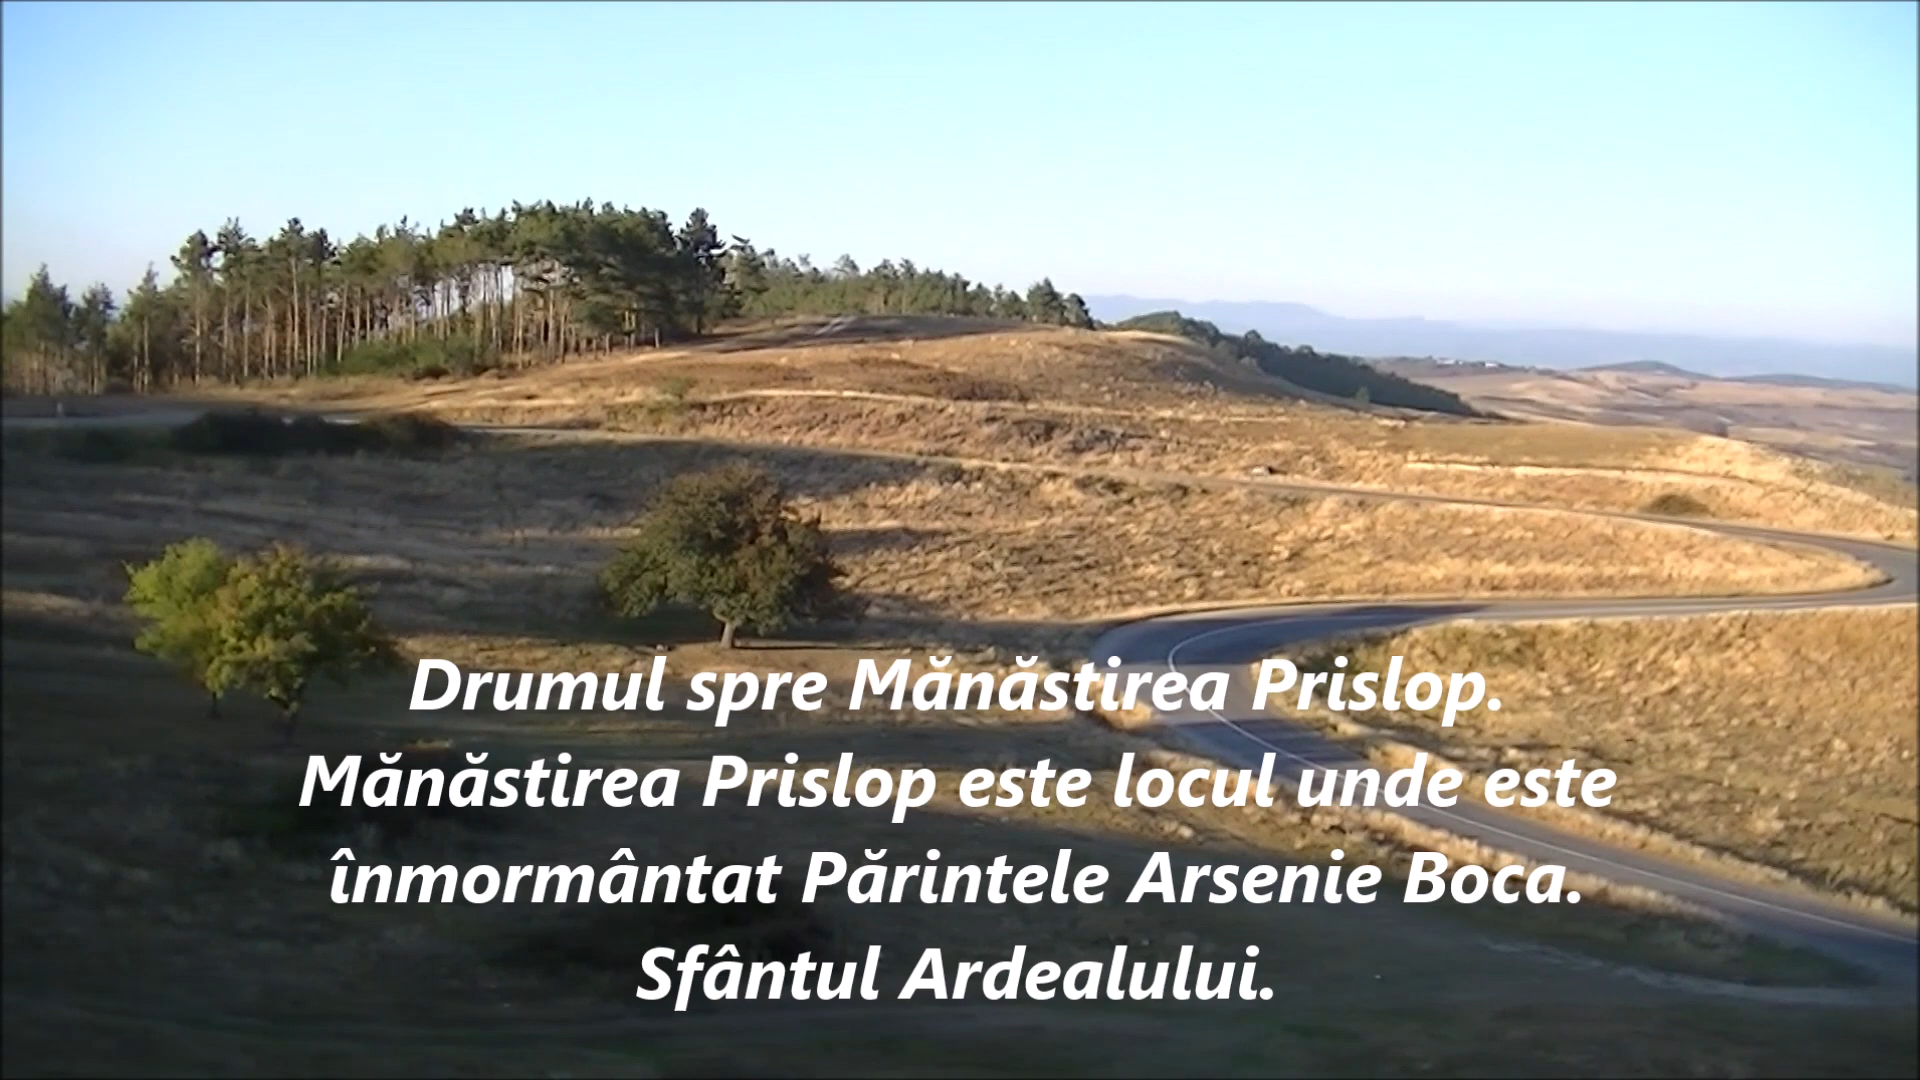 Drumul spre Mănăstirea Prislop.
Mănăstirea Prislop este locul unde este
înmormântat Părintele Arsenie Boca.
Sfântul Ardealului.